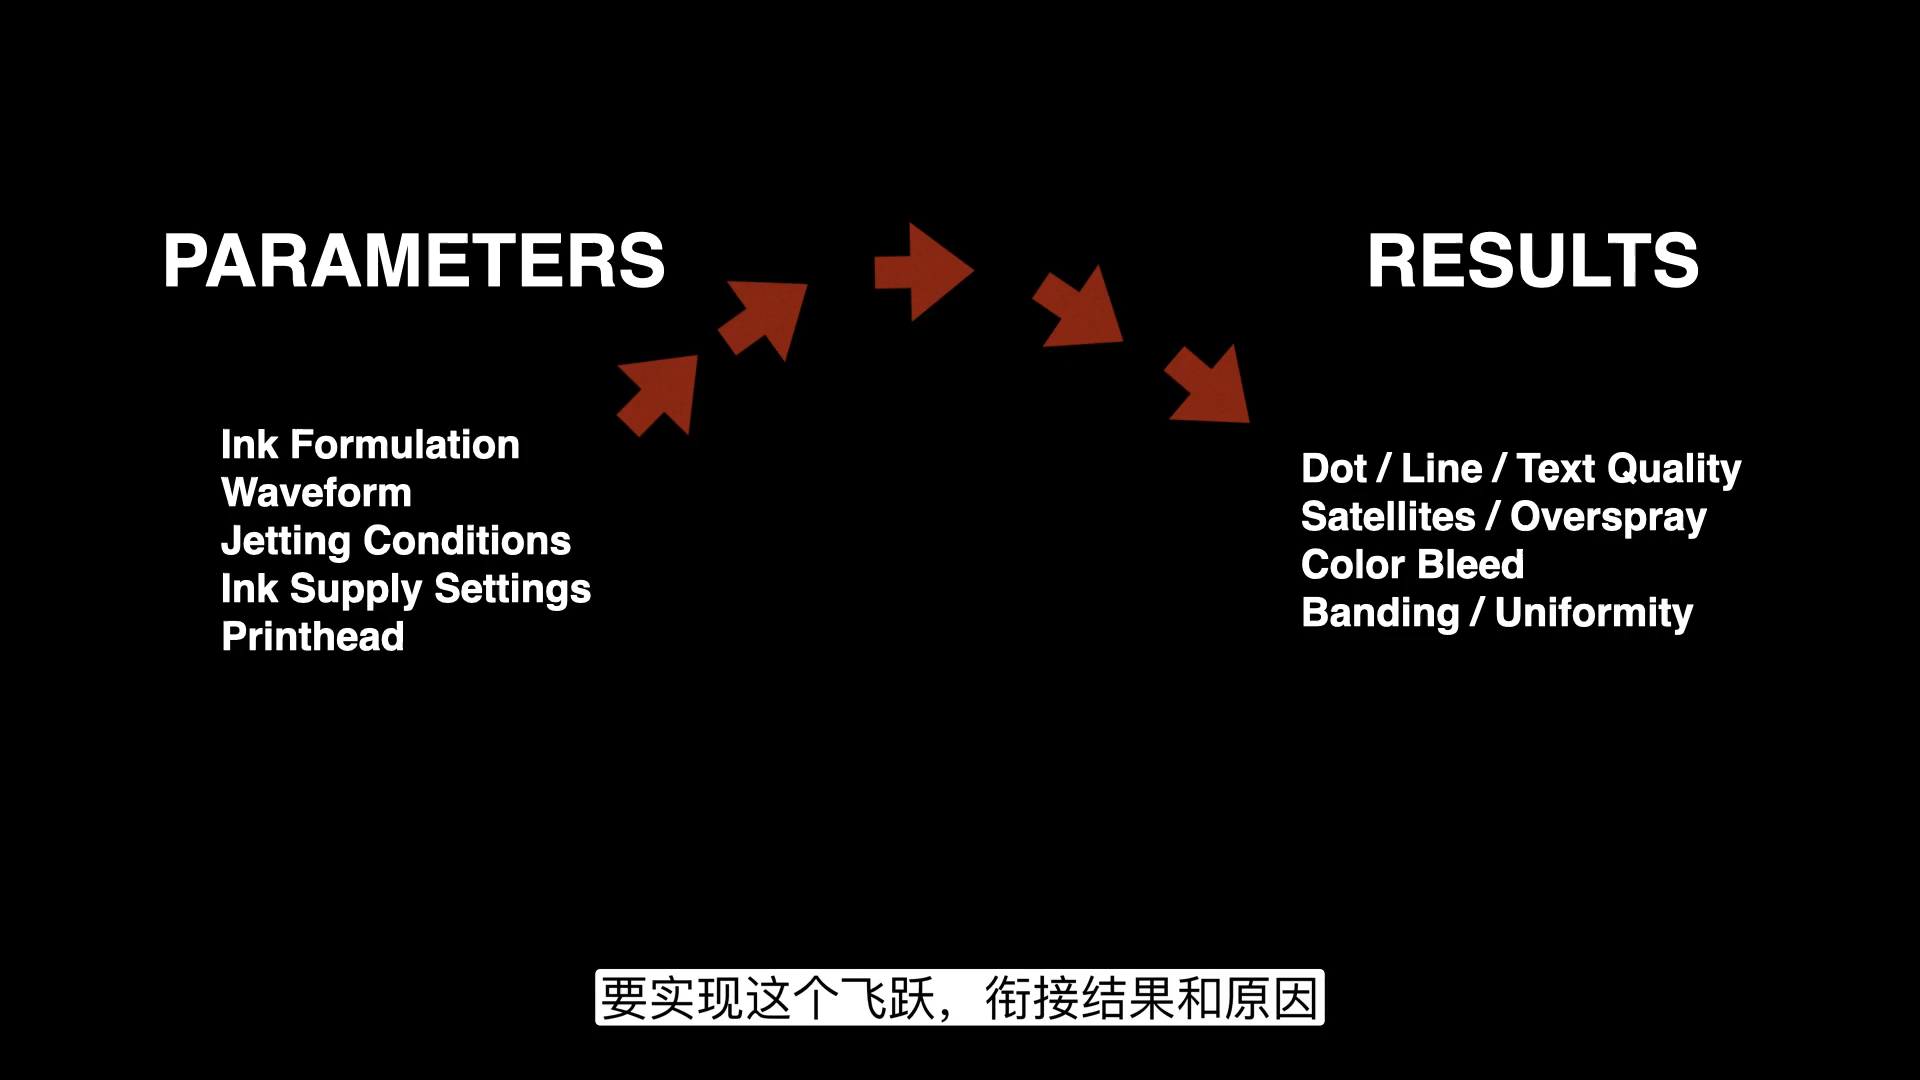 PARAMETERS
Ink Formulation
Waveform
Jetting Conditions
Ink Supply Settings
Printhead
RESULTS
Dot / Line / Text Quality
Satellites / Overspray
Color Bleed
Banding / Uniformity
要实现这个飞跃，衔接结果和原因